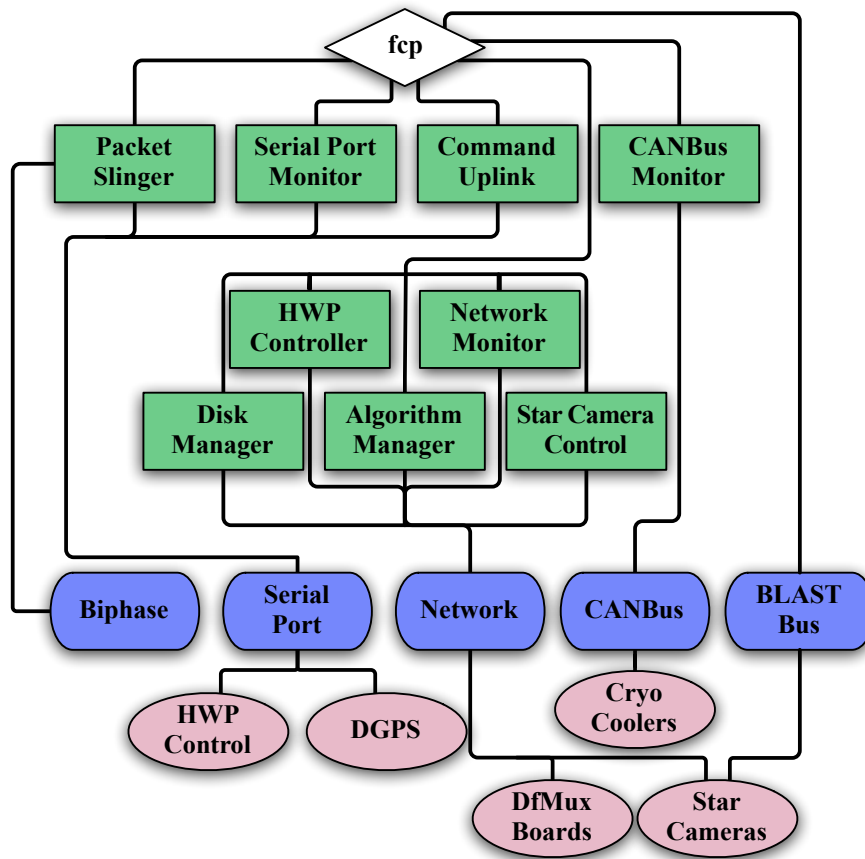 fcp
Packet
Slinger
Serial Port
Monitor
Command
Uplink
CANBus
Monitor
HWP
Controller
Network
Monitor
Disk
Manager
Algorithm
Manager
Star Camera
Control
Biphase
Serial
Port
Network
CANBus
BLAST
Bus
HWP
Control
DGPS
Cryo
Coolers
DfMux
Boards
Star
Cameras